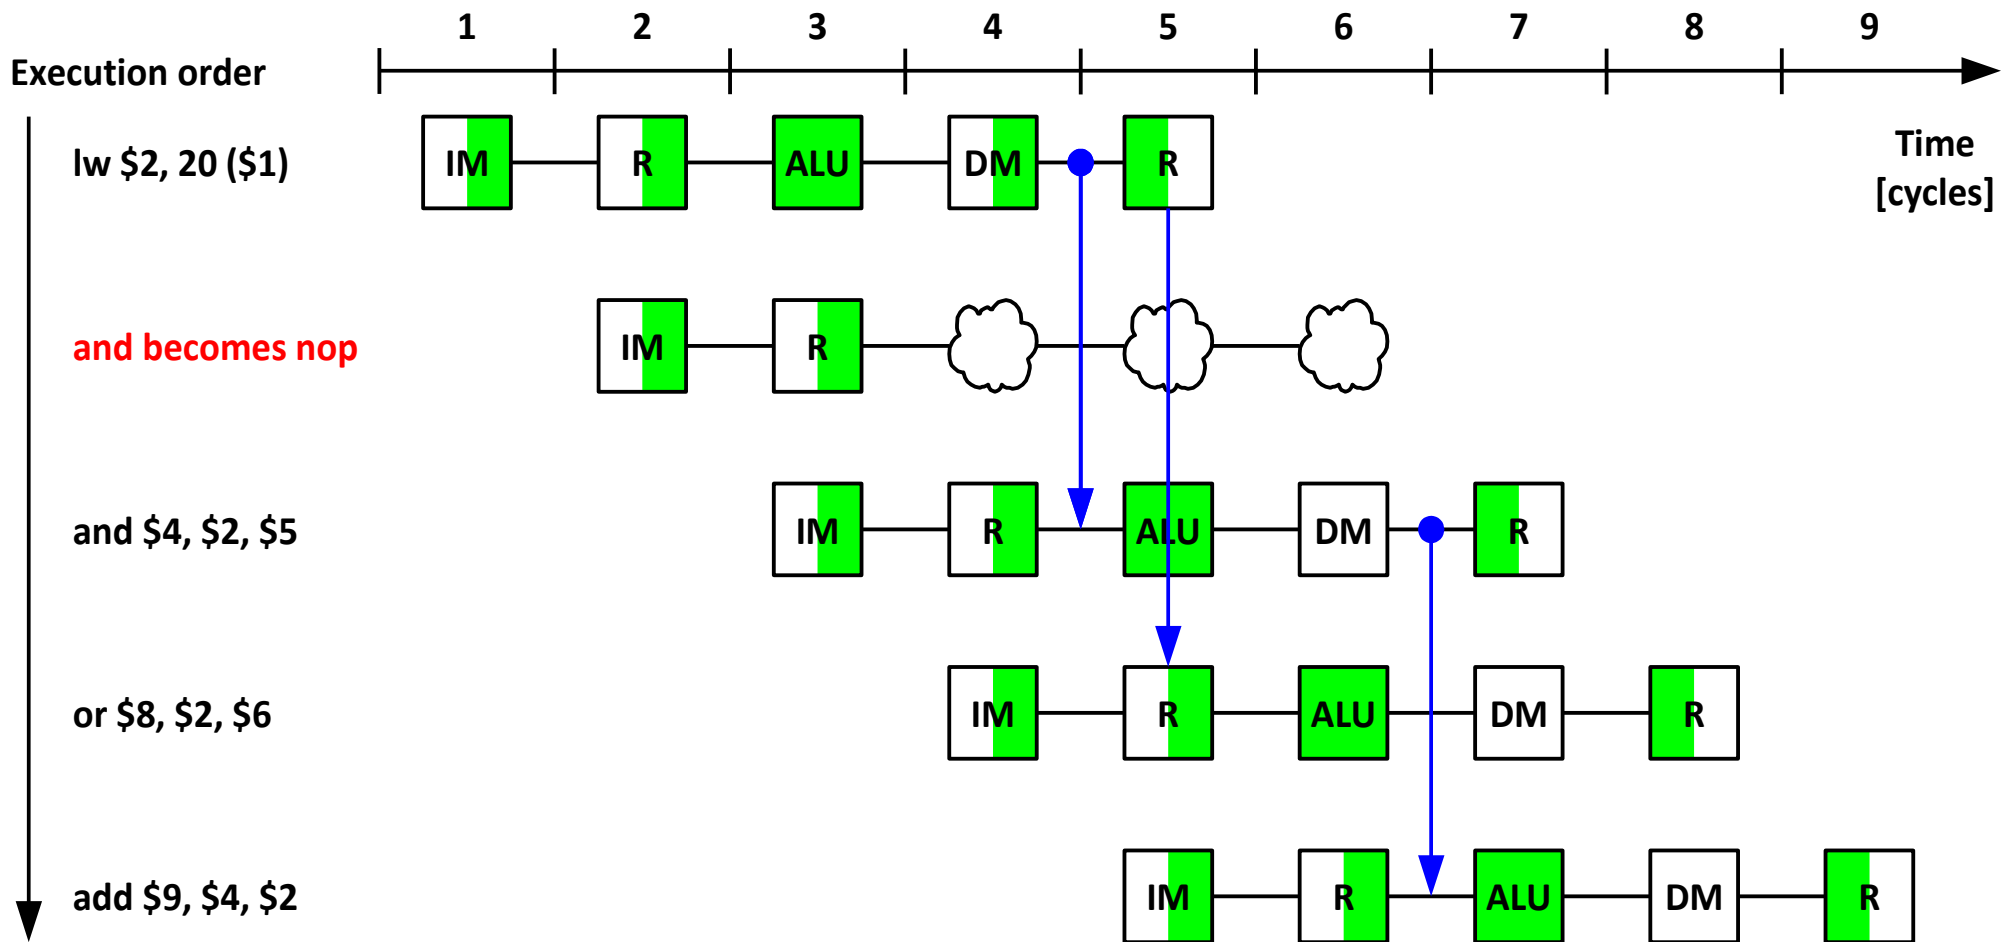 1 2 3 4 5 6 7 8 9
Execution order
lw $2, 20 ($1) IM R ALU DM R Time
[cycles]
and becomes nop IM R
and $4, $2, $5 IM R ALU DM R
or $8, $2, $6 IM R ALU DM R
add $9, $4, $2 IM R ALU DM R